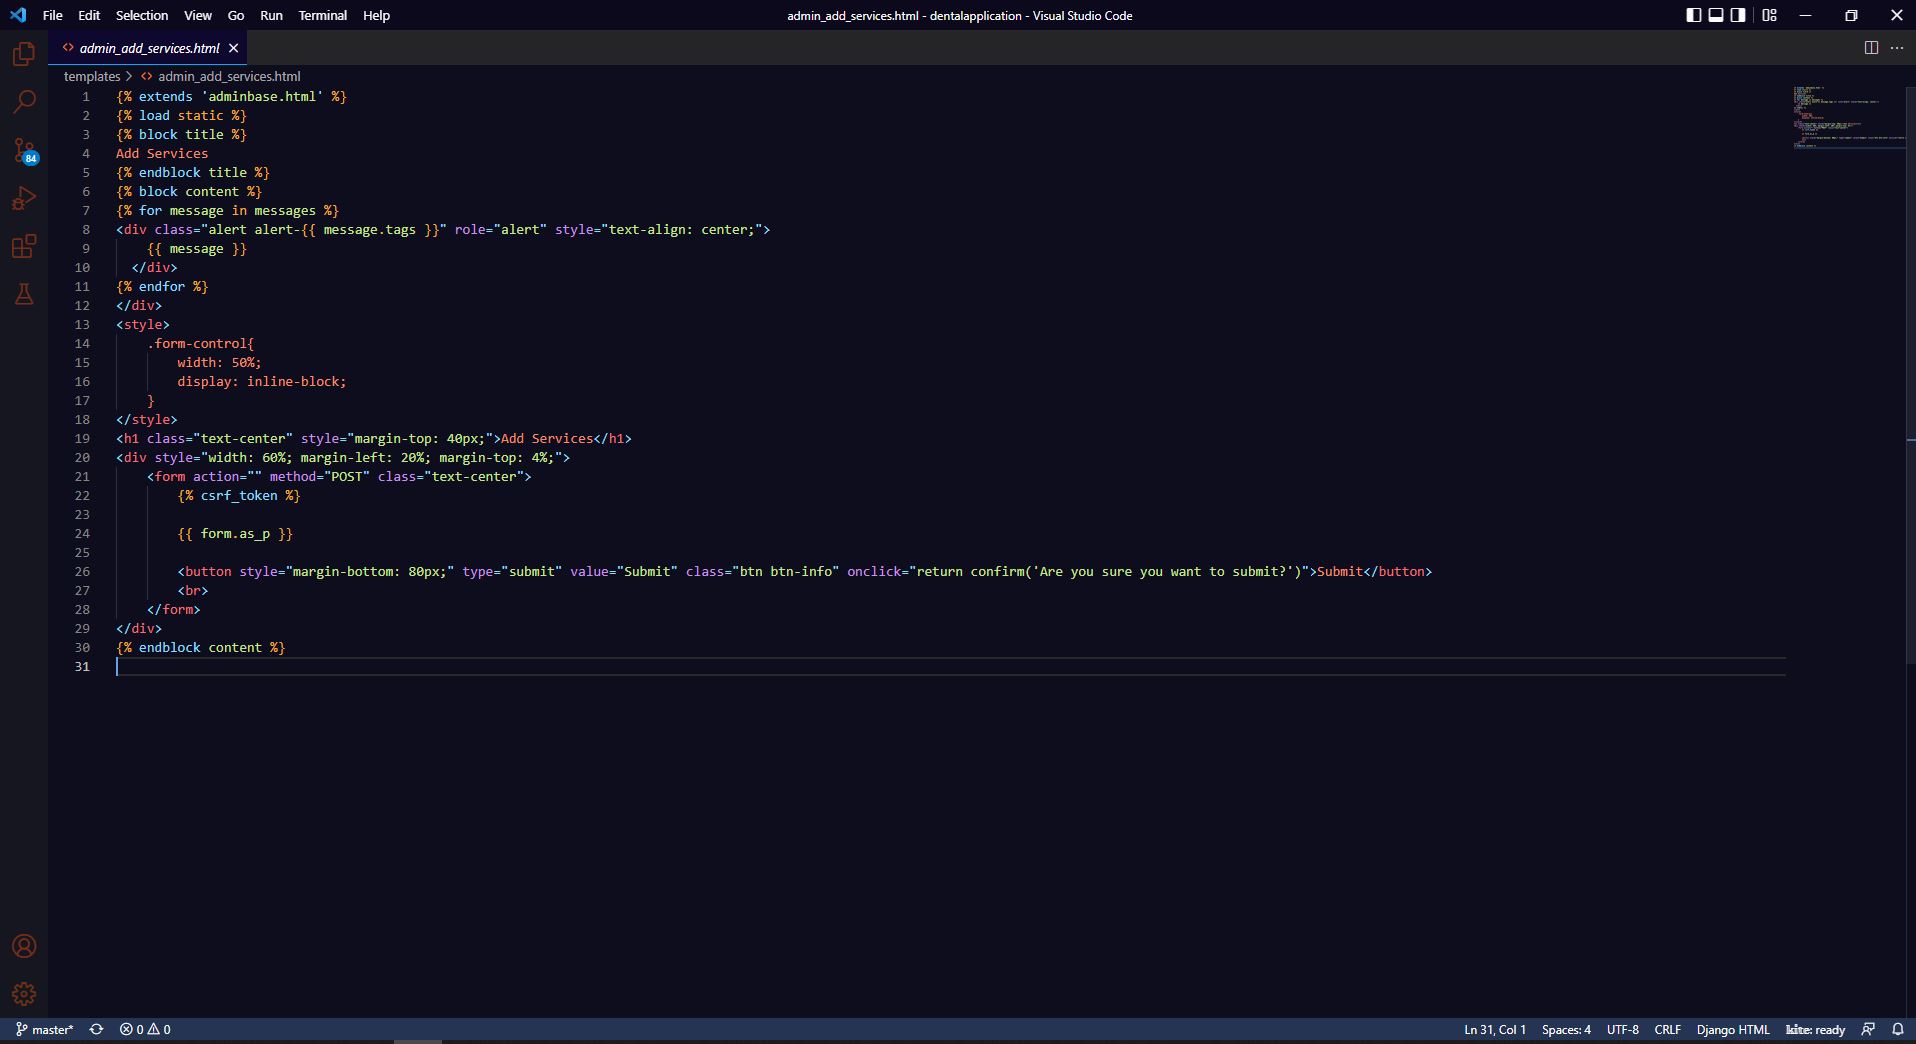 File Edit Selection View Go Run Terminal Help
admin_add_services.html - dentalapplication - Visual Studio Code
admin_add_services.html
templates > admin_add_services.html
1 {% extends 'adminbase.html' %}
2 {% load static %}
3 {% block title %}
4 Add Services
5 {% endblock title %}
6 {% block content %}
7 {% for message in messages %}
8 <div class="alert alert-{{ message.tags }}" role="alert" style="text-align: center;">
9     {{ message }}
10   </div>
11 {% endfor %}
12 </div>
13 <style>
14     .form-control{
15         width: 50%;
16         display: inline-block;
17     }
18 </style>
19 <h1 class="text-center" style="margin-top: 40px;">Add Services</h1>
20 <div style="width: 60%; margin-left: 20%; margin-top: 4%;">
21     <form action="" method="POST" class="text-center">
22         {% csrf_token %}
23
24         {{ form.as_p }}
25
26         <button style="margin-bottom: 80px;" type="submit" value="Submit" class="btn btn-info" onclick="return confirm('Are you sure you want to submit?')">Submit</button>
27         <br>
28     </form>
29 </div>
30 {% endblock content %}
31
84
master* 0 0 Ln 31, Col 1 Spaces: 4 UTF-8 CRLF Django HTML kite: ready